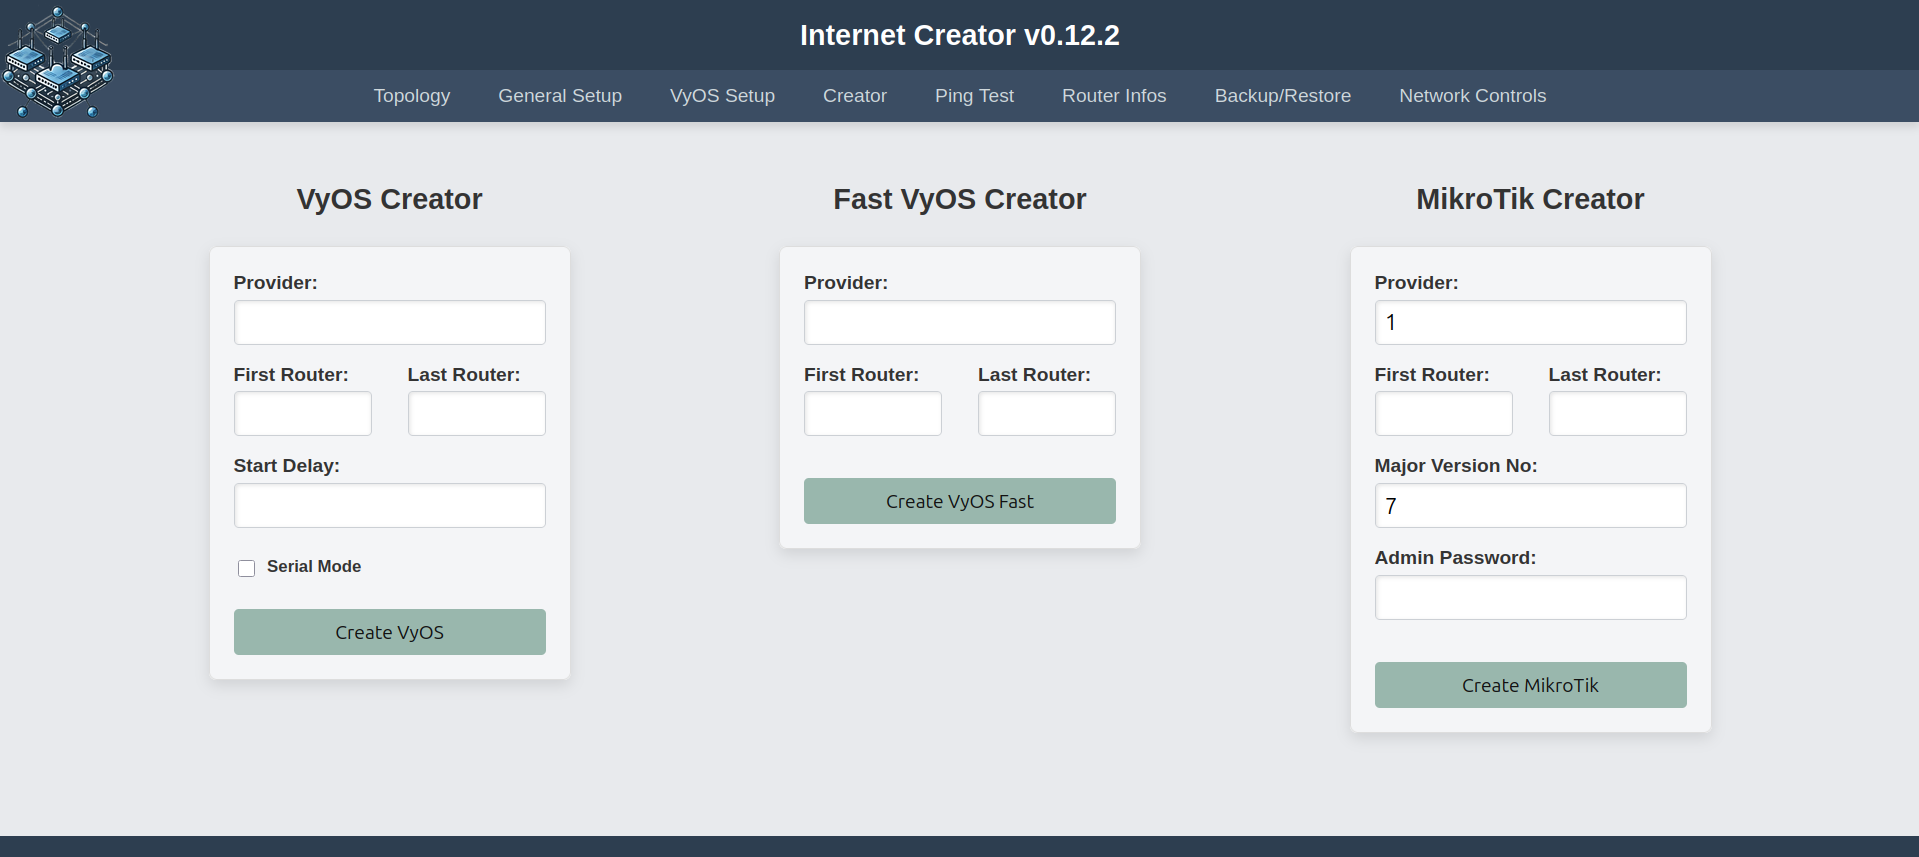 Internet Creator v0.12.2
Topology General Setup VyOS Setup Creator Ping Test Router Infos Backup/Restore Network Controls
VyOS Creator
Provider:
First Router: Last Router:
Start Delay:
Serial Mode
Create VyOS
Fast VyOS Creator
Provider:
First Router: Last Router:
Create VyOS Fast
MikroTik Creator
Provider:
1
First Router: Last Router:
Major Version No:
7
Admin Password:
Create MikroTik